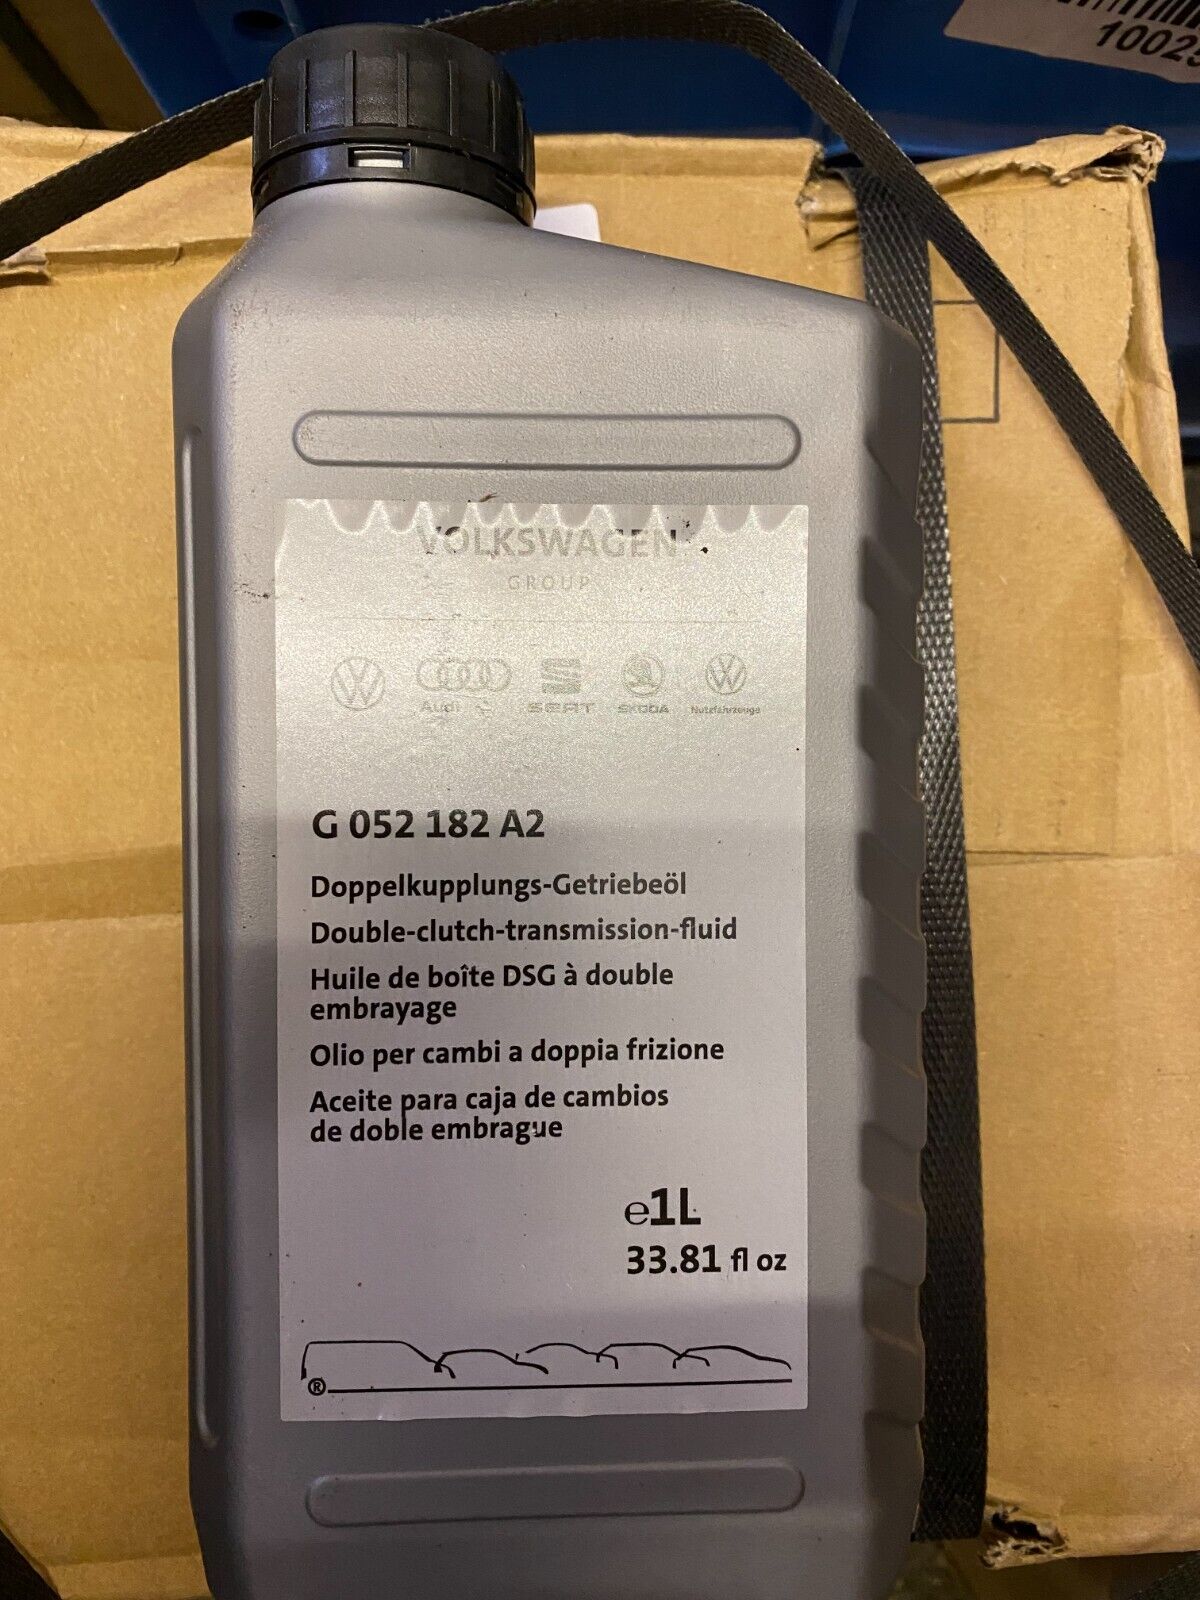 1002
VOLKSWAGEN
GROUP
Audi
SEAT
ŠKODA
Nutzfahrzeuge
G 052 182 A2
Doppelkupplungs-Getriebeöl
Double-clutch-transmission-fluid
Huile de boîte DSG à double
embrayage
Olio per cambi a doppia frizione
Aceite para caja de cambios
de doble embrague
e1L
33.81 fl oz
®